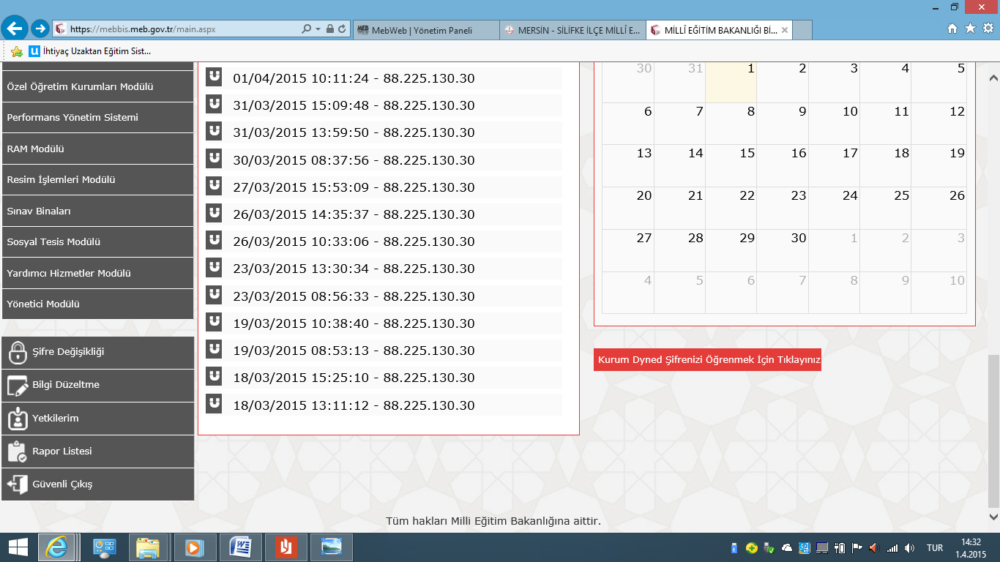 https://mebbis.meb.gov.tr/main.aspx
MebWeb | Yönetim Paneli
MERSİN - SİLİFKE İLÇE MİLLÎ E...
MİLLÎ EĞİTİM BAKANLIĞI Bİ...
İhtiyaç Uzaktan Eğitim Sist...
Özel Öğretim Kurumları Modülü
Performans Yönetim Sistemi
RAM Modülü
Resim İşlemleri Modülü
Sınav Binaları
Sosyal Tesis Modülü
Yardımcı Hizmetler Modülü
Yönetici Modülü
Şifre Değişikliği
Bilgi Düzeltme
Yetkilerim
Rapor Listesi
Güvenli Çıkış
01/04/2015 10:11:24 - 88.225.130.30
31/03/2015 15:09:48 - 88.225.130.30
31/03/2015 13:59:50 - 88.225.130.30
30/03/2015 08:37:56 - 88.225.130.30
27/03/2015 15:53:09 - 88.225.130.30
26/03/2015 14:35:37 - 88.225.130.30
26/03/2015 10:33:06 - 88.225.130.30
23/03/2015 13:30:34 - 88.225.130.30
23/03/2015 08:56:33 - 88.225.130.30
19/03/2015 10:38:40 - 88.225.130.30
19/03/2015 08:53:13 - 88.225.130.30
18/03/2015 15:25:10 - 88.225.130.30
18/03/2015 13:11:12 - 88.225.130.30
30 31 1 2 3 4 5
6 7 8 9 10 11 12
13 14 15 16 17 18 19
20 21 22 23 24 25 26
27 28 29 30 1 2 3
4 5 6 7 8 9 10
Kurum Dyned Şifrenizi Öğrenmek İçin Tıklayınız
Tüm hakları Milli Eğitim Bakanlığına aittir.
TUR
14:32
1.4.2015